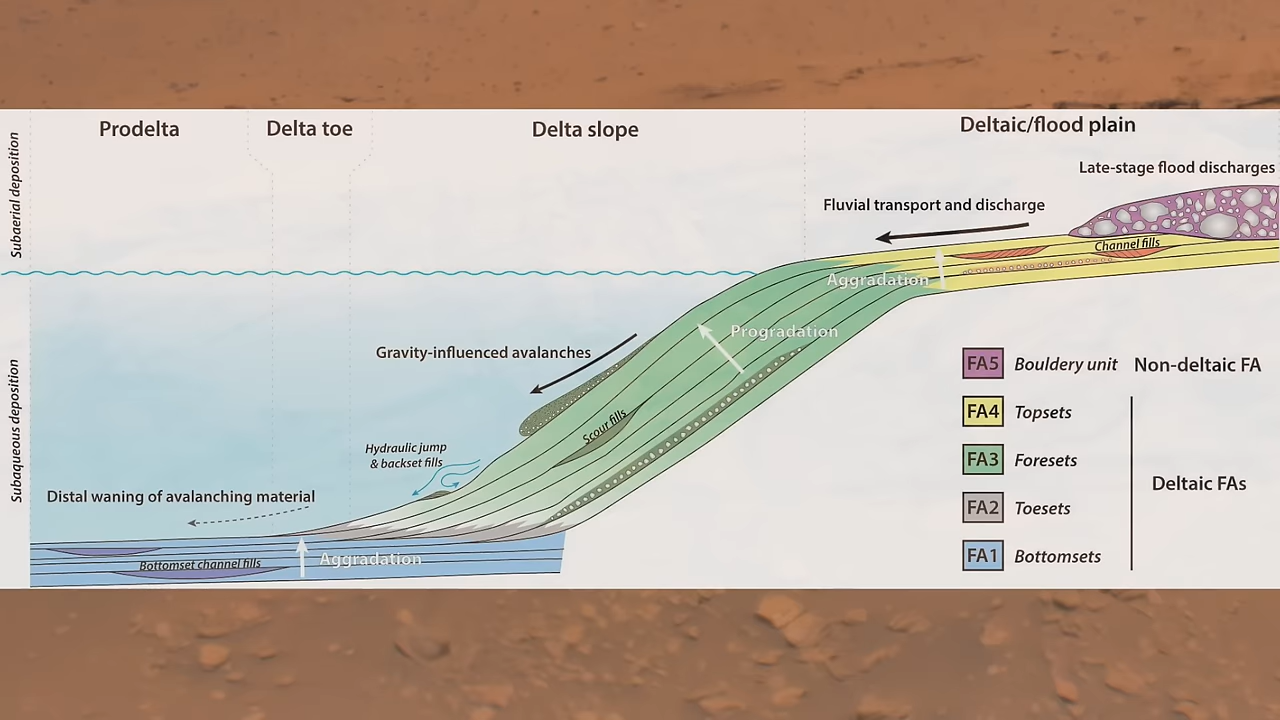 Prodelta
Delta toe
Delta slope
Deltaic/flood plain
Subaerial deposition
Late-stage flood discharges
Fluvial transport and discharge
Channel fills
Aggradation
Progradation
Gravity-influenced avalanches
Scour fills
Hydraulic jump
& backset fills
Subaqueous deposition
Distal waning of avalanching material
Bottomset channel fills
Aggradation
FA5 Bouldery unit Non-deltaic FA
FA4 Topsets
FA3 Foresets
Deltaic FAs
FA2 Toesets
FA1 Bottomsets